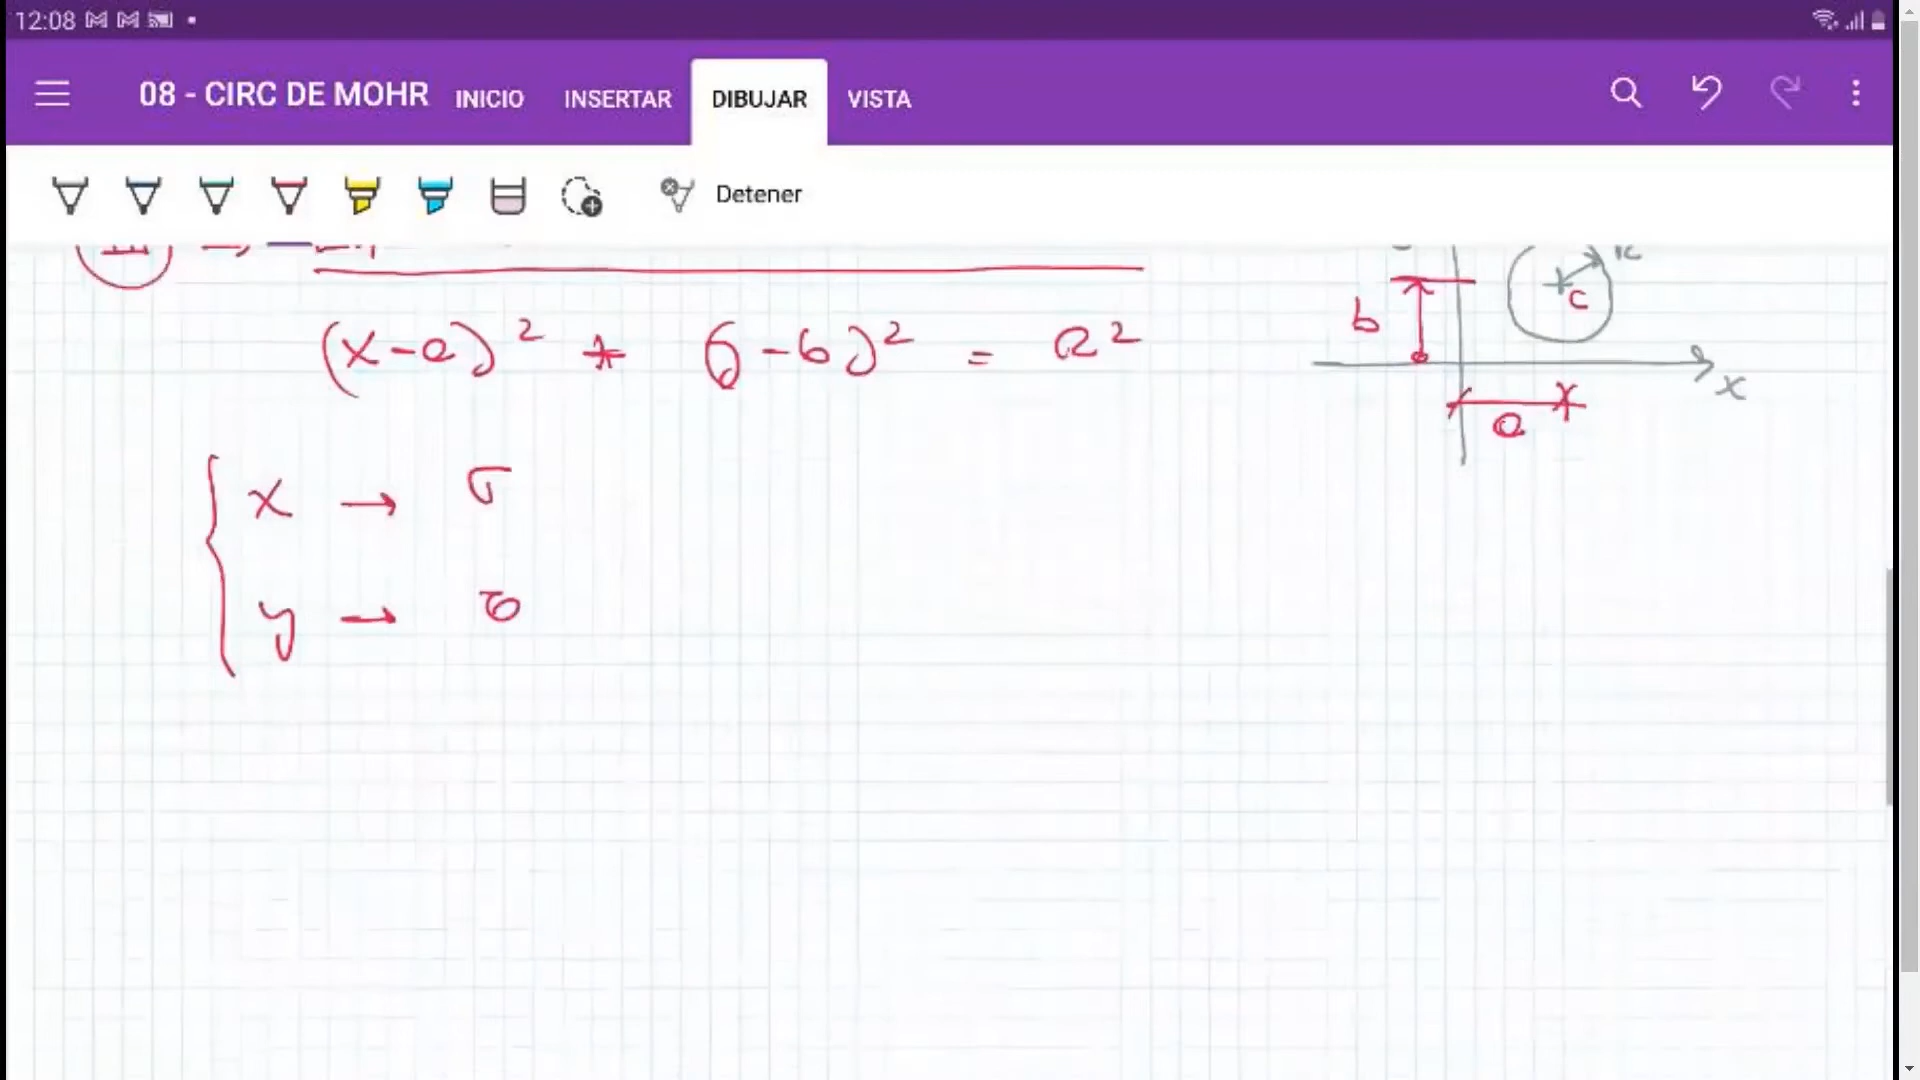 12:08
08 - CIRC DE MOHR INICIO INSERTAR DIBUJAR VISTA
Detener
(x-a)² + (y-b)² = R²
b
c
R
x
a
x → σ
y → τ